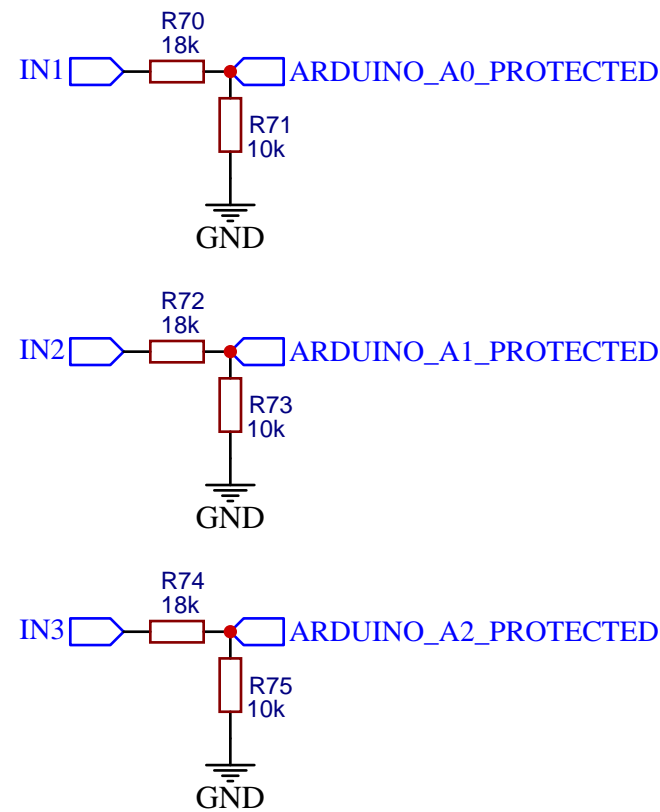 R70
18k
IN1
ARDUINO_A0_PROTECTED
R71
10k
GND
R72
18k
IN2
ARDUINO_A1_PROTECTED
R73
10k
GND
R74
18k
IN3
ARDUINO_A2_PROTECTED
R75
10k
GND